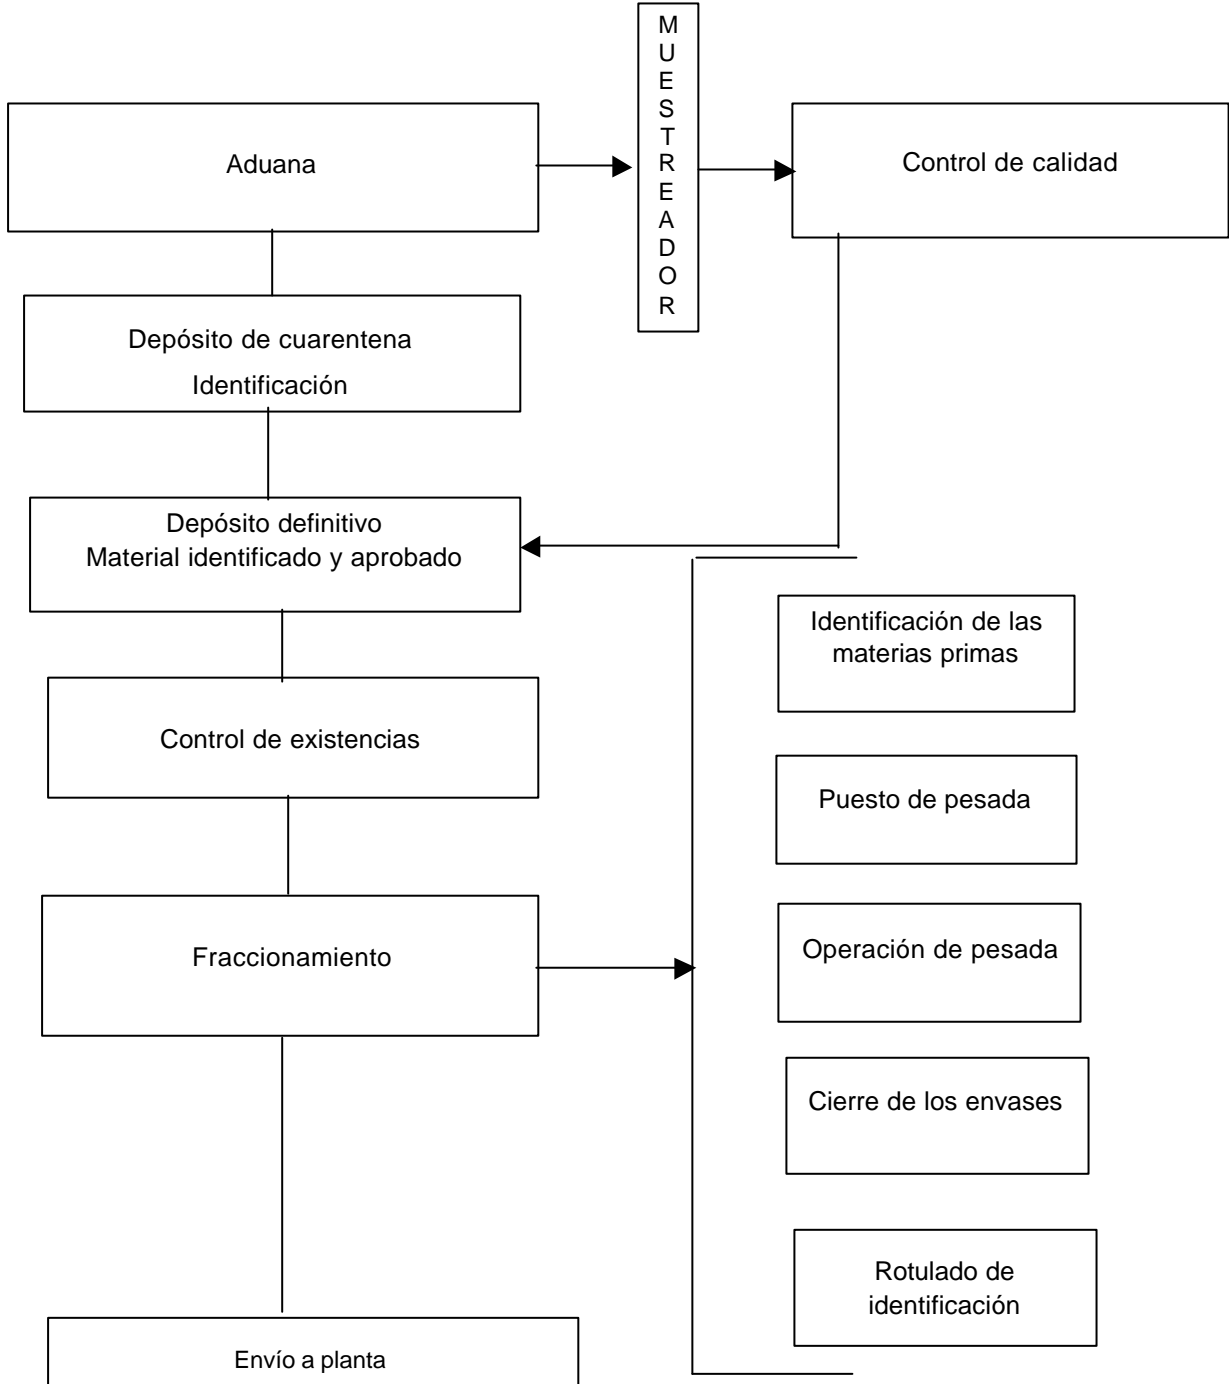 MUESTREADOR
Aduana
Control de calidad
Depósito de cuarentena
Identificación
Depósito definitivo
Material identificado y aprobado
Identificación de las
materias primas
Control de existencias
Puesto de pesada
Fraccionamiento
Operación de pesada
Cierre de los envases
Rotulado de
identificación
Envío a planta